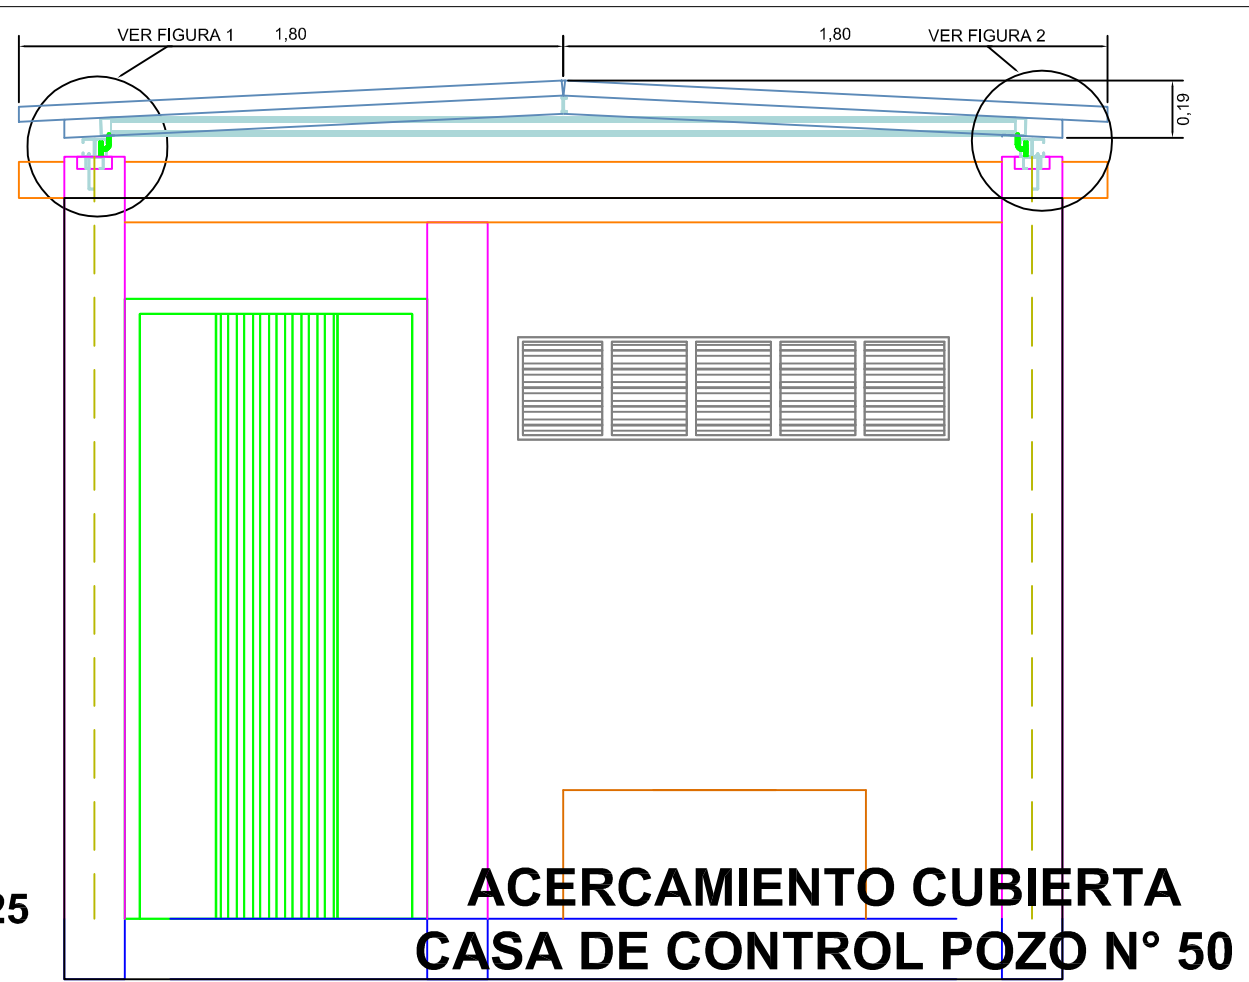 VER FIGURA 1
1,80
1,80
VER FIGURA 2
0,19
25
ACERCAMIENTO CUBIERTA
CASA DE CONTROL POZO N° 50